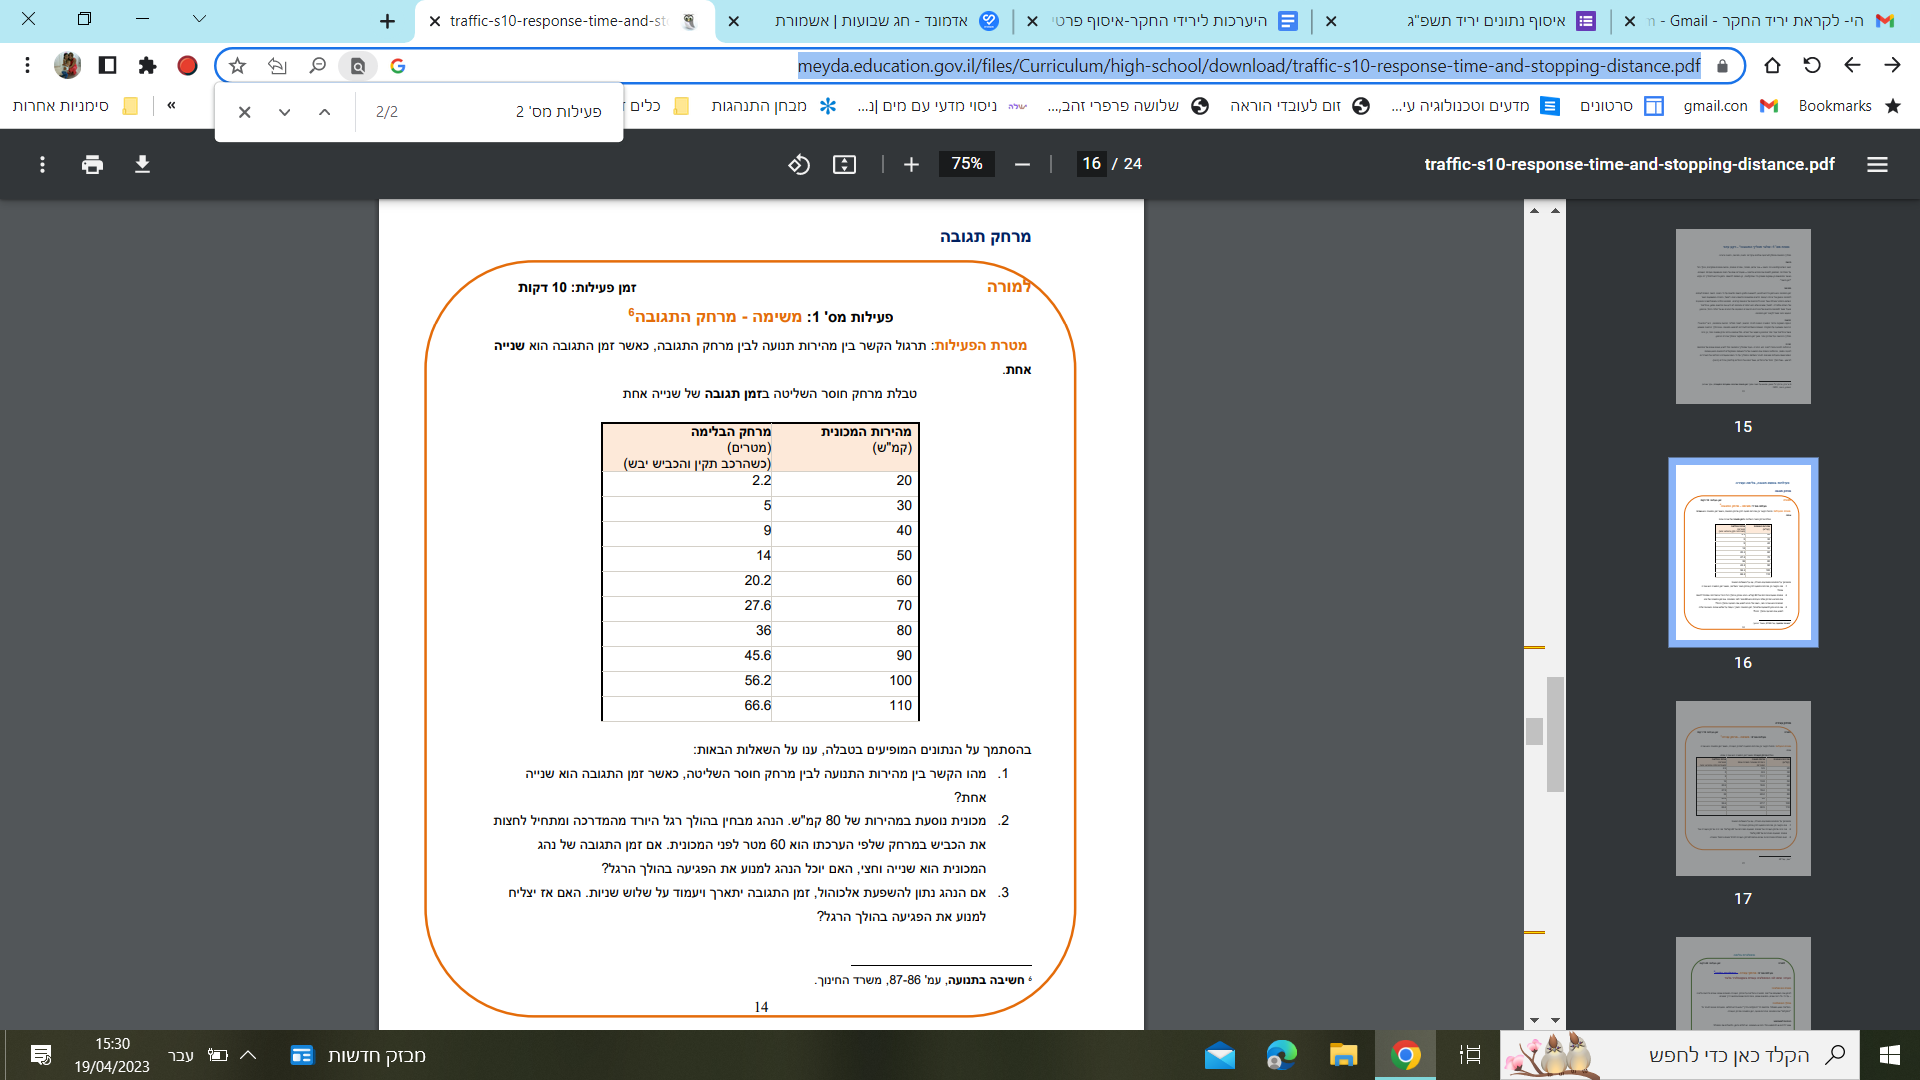 traffic-s10-response-time-and-st
אדמונד - חג שבועות | אשמורת
היערכות לירידי החקר-איסוף פרטי
איסוף נתונים יריד תשפ"ג
הי- לקראת יריד החקר - Gmail -
meyda.education.gov.il/files/Curriculum/high-school/download/traffic-s10-response-time-and-stopping-distance.pdf
Bookmarks
gmail.con
סרטונים
מדעים וטכנולוגיה עי...
זום לעובדי הוראה
שלושה פרפרי זהב,...
ניסוי מדעי עם מים |נ...
מבחן התנהגות
כלים
«
סימניות אחרות
פעילות מס' 2
2/2
traffic-s10-response-time-and-stopping-distance.pdf
16 / 24
75%
מרחק תגובה
למורה
זמן פעילות: 10 דקות
פעילות מס' 1: משימה - מרחק התגובה6
מטרת הפעילות: תרגול הקשר בין מהירות תנועה לבין מרחק התגובה, כאשר זמן התגובה הוא שנייה
אחת.
טבלת מרחק חוסר השליטה בזמן תגובה של שנייה אחת
מהירות המכונית
(קמ"ש)
מרחק הבלימה
(מטרים)
(כשהרכב תקין והכביש יבש)
20 2.2
30 5
40 9
50 14
60 20.2
70 27.6
80 36
90 45.6
100 56.2
110 66.6
בהסתמך על הנתונים המופיעים בטבלה, ענו על השאלות הבאות:
1. מהו הקשר בין מהירות התנועה לבין מרחק חוסר השליטה, כאשר זמן התגובה הוא שנייה
אחת?
2. מכונית נוסעת במהירות של 80 קמ"ש. הנהג מבחין בהולך רגל היורד מהמדרכה ומתחיל לחצות
את הכביש במרחק שלפי הערכתו הוא 60 מטר לפני המכונית. אם זמן התגובה של נהג
המכונית הוא שנייה וחצי, האם יוכל הנהג למנוע את הפגיעה בהולך הרגל?
3. אם הנהג נתון להשפעת אלכוהול, זמן התגובה יתארך ויעמוד על שלוש שניות. האם אז יצליח
למנוע את הפגיעה בהולך הרגל?
6 חשיבה בתנועה, עמ' 87-86, משרד החינוך.
14
15
16
17
הקלד כאן כדי לחפש
מבזק חדשות
עבר
15:30
19/04/2023